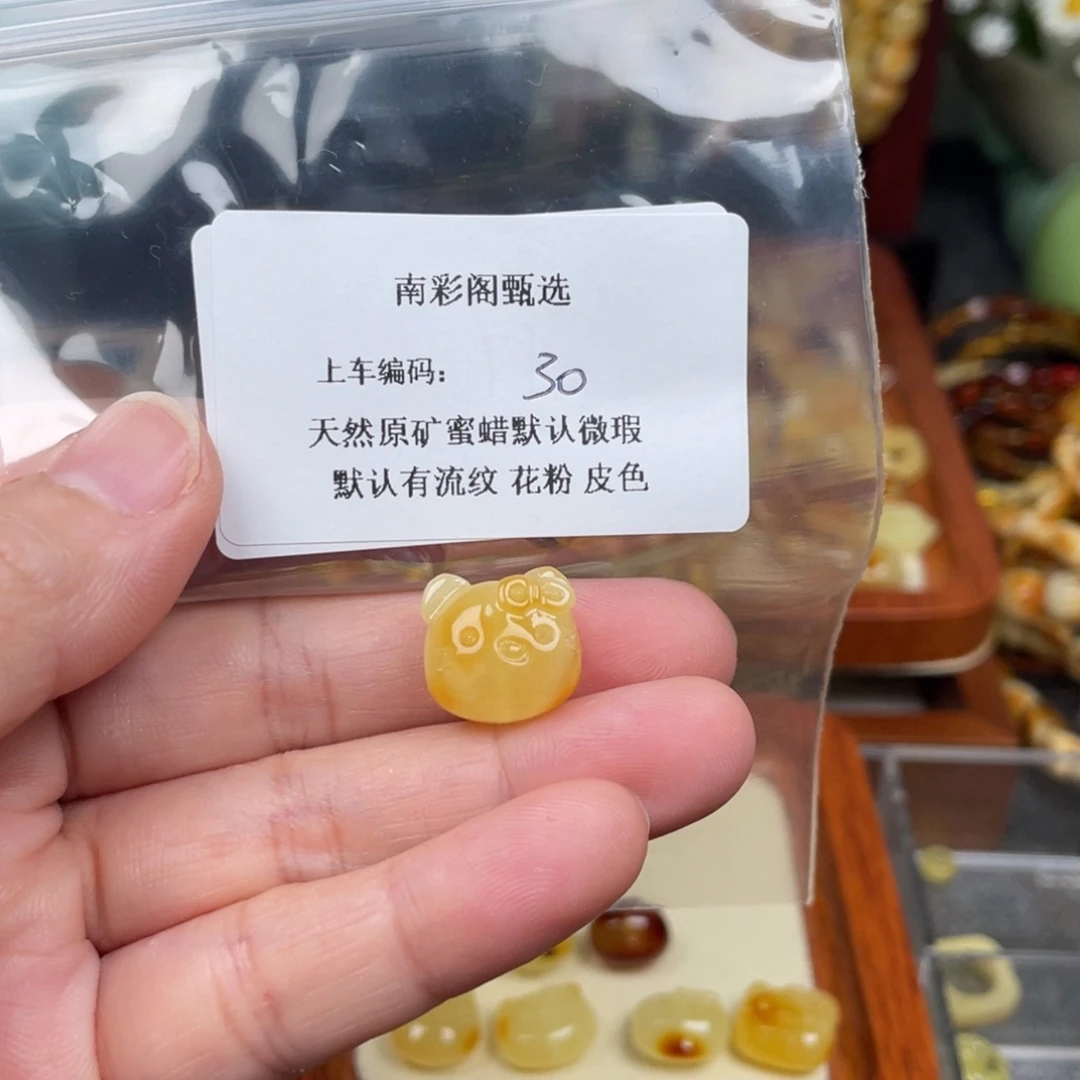 南彩阁甄选
上车编码： 30
天然原矿蜜蜡默认微瑕
默认有流纹 花粉 皮色